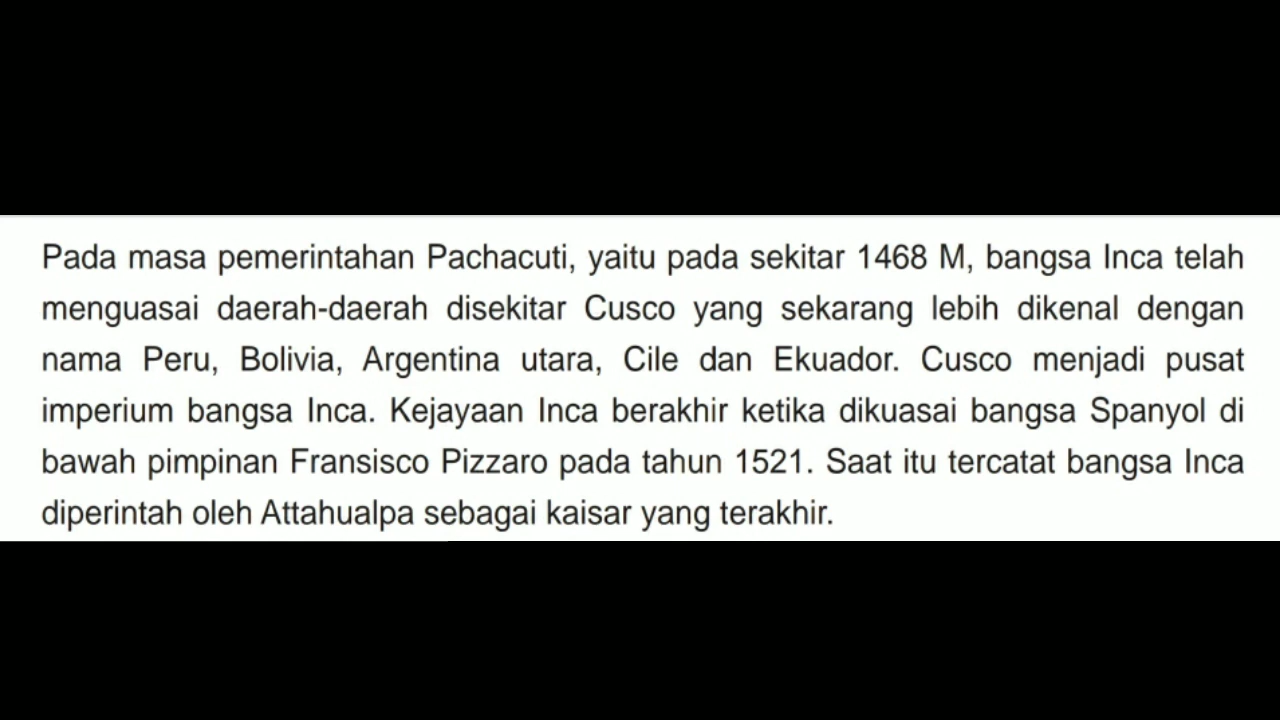 Pada masa pemerintahan Pachacuti, yaitu pada sekitar 1468 M, bangsa Inca telah
menguasai daerah-daerah disekitar Cusco yang sekarang lebih dikenal dengan
nama Peru, Bolivia, Argentina utara, Cile dan Ekuador. Cusco menjadi pusat
imperium bangsa Inca. Kejayaan Inca berakhir ketika dikuasai bangsa Spanyol di
bawah pimpinan Fransisco Pizzaro pada tahun 1521. Saat itu tercatat bangsa Inca
diperintah oleh Attahualpa sebagai kaisar yang terakhir.